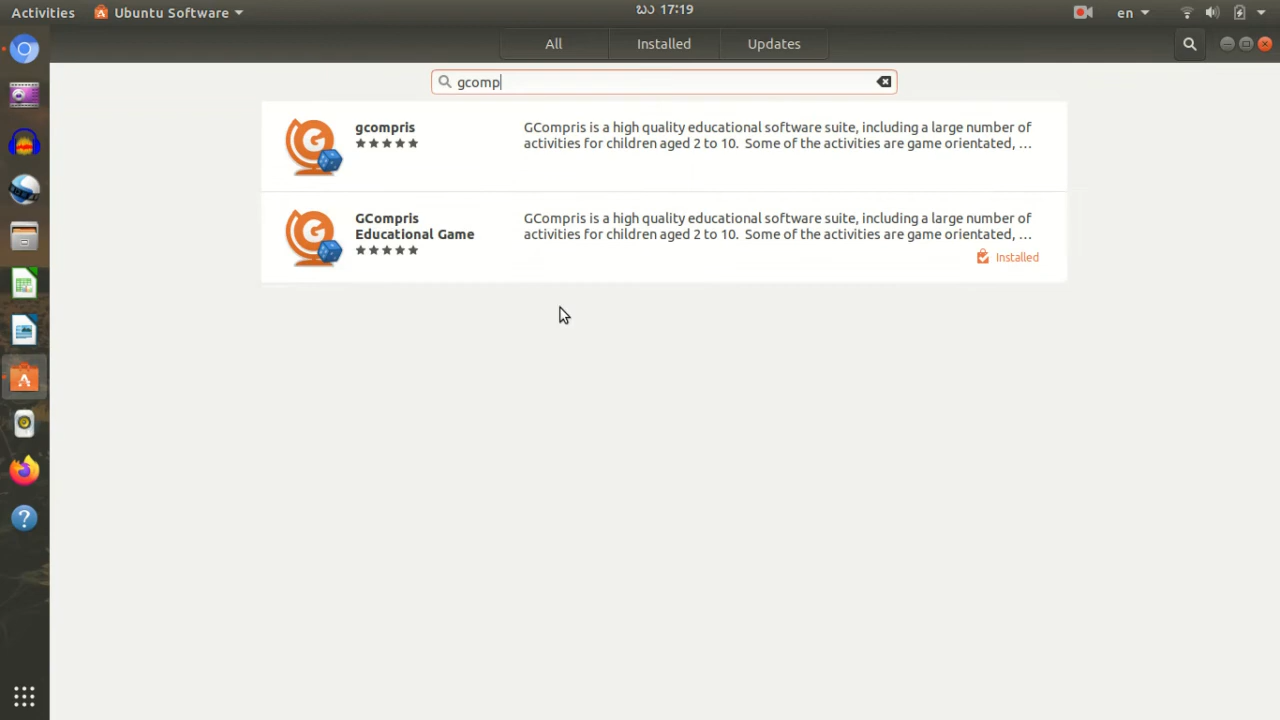 Activities
Ubuntu Software
ອາ 17:19
en
All
Installed
Updates
gcomp
gcompris
GCompris is a high quality educational software suite, including a large number of
activities for children aged 2 to 10. Some of the activities are game orientated, ...
GCompris
Educational Game
GCompris is a high quality educational software suite, including a large number of
activities for children aged 2 to 10. Some of the activities are game orientated, ...
Installed